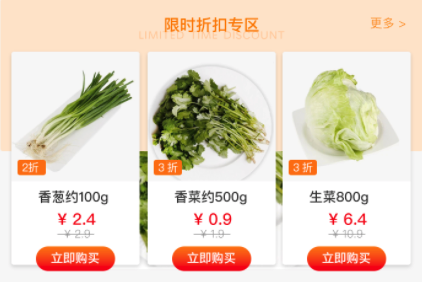 限时折扣专区
更多 >
LIMITED TIME DISCOUNT
2折
3 折
3 折
香葱约100g
香菜约500g
生菜800g
¥ 2.4
¥ 0.9
¥ 6.4
¥ 2.9
¥ 1.9
¥ 10.9
立即购买
立即购买
立即购买